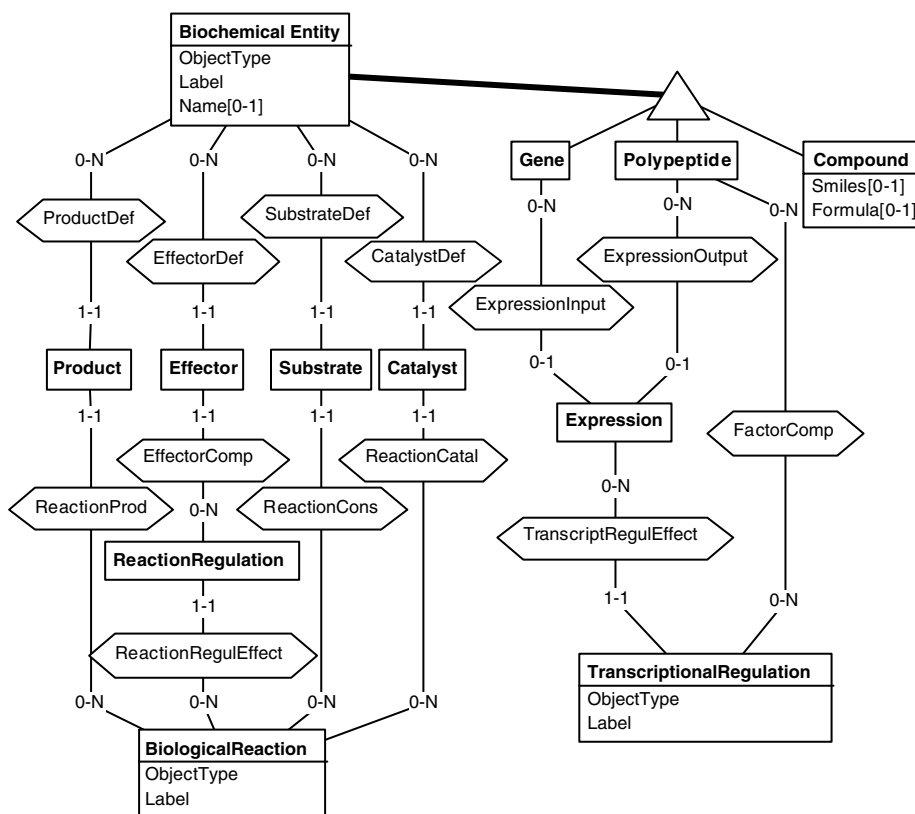 Biochemical Entity
ObjectType
Label
Name[0-1]
Gene
Polypeptide
Compound
Smiles[0-1]
Formula[0-1]
0-N
0-N
0-N
0-N
0-N
0-N
0-N
ProductDef
EffectorDef
SubstrateDef
CatalystDef
ExpressionInput
ExpressionOutput
1-1
1-1
1-1
1-1
0-1
0-1
Product
Effector
Substrate
Catalyst
Expression
1-1
1-1
1-1
1-1
FactorComp
EffectorComp
ReactionCatal
ReactionProd
0-N
ReactionCons
0-N
TranscriptRegulEffect
ReactionRegulation
1-1
1-1
0-N
ReactionRegulEffect
TranscriptionalRegulation
ObjectType
Label
0-N
0-N
0-N
0-N
BiologicalReaction
ObjectType
Label